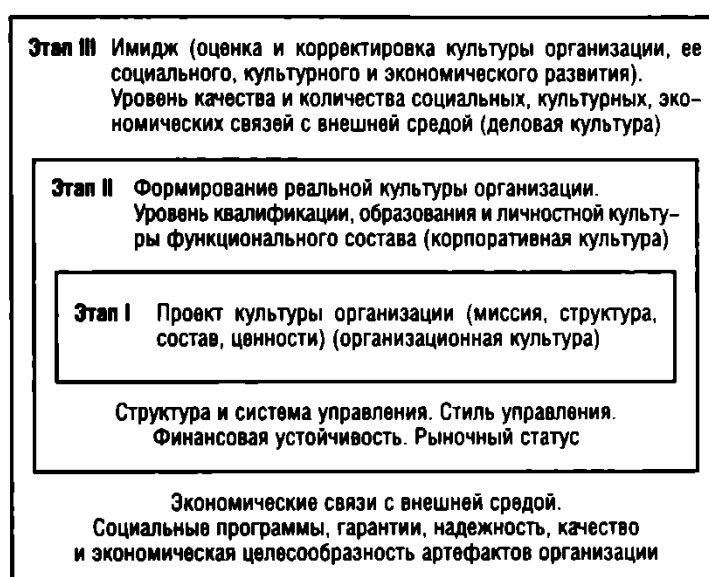 Этап III Имидж (оценка и корректировка культуры организации, ее
социального, культурного и экономического развития).
Уровень качества и количества социальных, культурных, эко-
номических связей с внешней средой (деловая культура)
Этап II Формирование реальной культуры организации.
Уровень квалификации, образования и личностной культу-
ры функционального состава (корпоративная культура)
Этап I Проект культуры организации (миссия, структура,
состав, ценности) (организационная культура)
Структура и система управления. Стиль управления.
Финансовая устойчивость. Рыночный статус
Экономические связи с внешней средой.
Социальные программы, гарантии, надежность, качество
и экономическая целесообразность артефактов организации